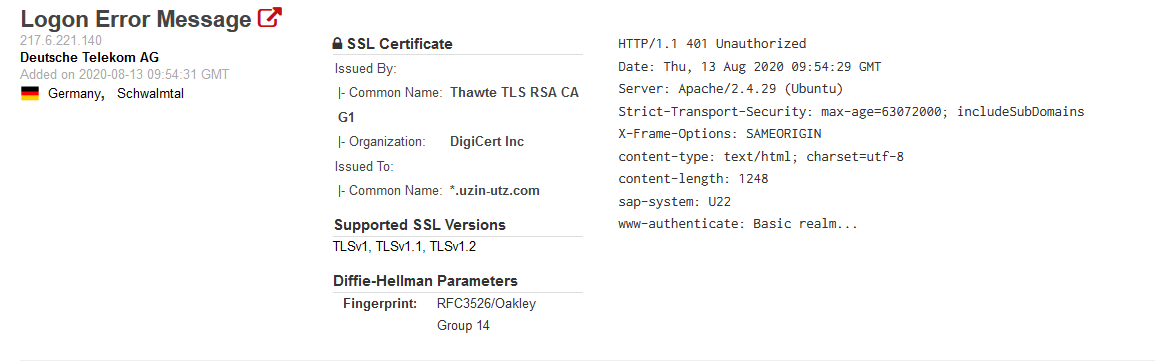 Logon Error Message
217.6.221.140
Deutsche Telekom AG
Added on 2020-08-13 09:54:31 GMT
Germany, Schwalmtal
SSL Certificate
Issued By:
|- Common Name: Thawte TLS RSA CA
G1
|- Organization: DigiCert Inc
Issued To:
|- Common Name: *.uzin-utz.com
Supported SSL Versions
TLSv1, TLSv1.1, TLSv1.2
Diffie-Hellman Parameters
Fingerprint: RFC3526/Oakley
Group 14
HTTP/1.1 401 Unauthorized
Date: Thu, 13 Aug 2020 09:54:29 GMT
Server: Apache/2.4.29 (Ubuntu)
Strict-Transport-Security: max-age=63072000; includeSubDomains
X-Frame-Options: SAMEORIGIN
content-type: text/html; charset=utf-8
content-length: 1248
sap-system: U22
www-authenticate: Basic realm...